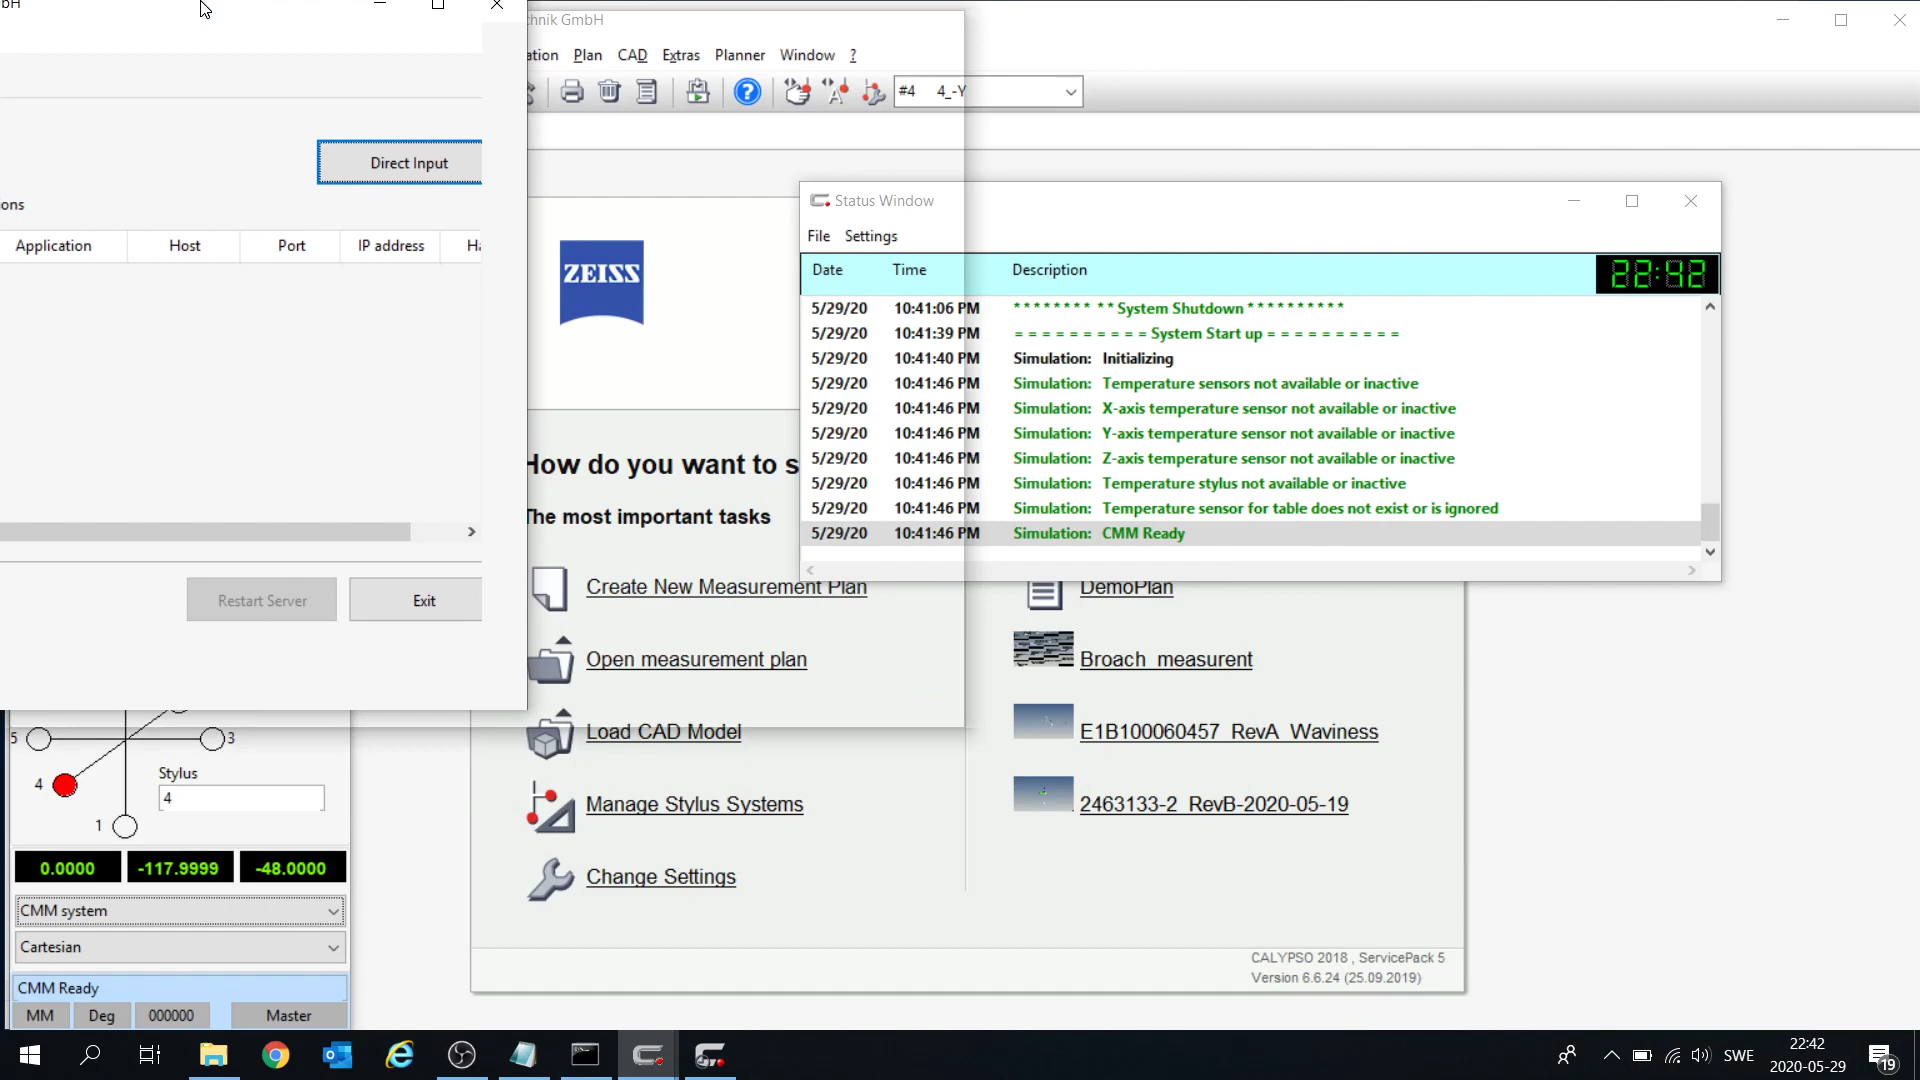 bH
Direct Input
ons
Application Host Port IP address Ha
Restart Server Exit
chnik GmbH
ation Plan CAD Extras Planner Window ?
#4 4_-Y
ZEISS
Status Window
File Settings
Date Time Description 22:42
5/29/20 10:41:06 PM * * * * * * * * * * System Shutdown * * * * * * * * * *
5/29/20 10:41:39 PM = = = = = = = = = = System Start up = = = = = = = = = =
5/29/20 10:41:40 PM Simulation: Initializing
5/29/20 10:41:46 PM Simulation: Temperature sensors not available or inactive
5/29/20 10:41:46 PM Simulation: X-axis temperature sensor not available or inactive
5/29/20 10:41:46 PM Simulation: Y-axis temperature sensor not available or inactive
5/29/20 10:41:46 PM Simulation: Z-axis temperature sensor not available or inactive
5/29/20 10:41:46 PM Simulation: Temperature stylus not available or inactive
5/29/20 10:41:46 PM Simulation: Temperature sensor for table does not exist or is ignored
5/29/20 10:41:46 PM Simulation: CMM Ready
How do you want to s
The most important tasks
Create New Measurement Plan
Open measurement plan
Load CAD Model
Manage Stylus Systems
Change Settings
DemoPlan
Broach_measurent
E1B100060457_RevA_Waviness
2463133-2_RevB-2020-05-19
CALYPSO 2018 , ServicePack 5
Version 6.6.24 (25.09.2019)
5 3
4
1
Stylus
4
0.0000 -117.9999 -48.0000
CMM system
Cartesian
CMM Ready
MM Deg 000000 Master
SWE
22:42
2020-05-29
19